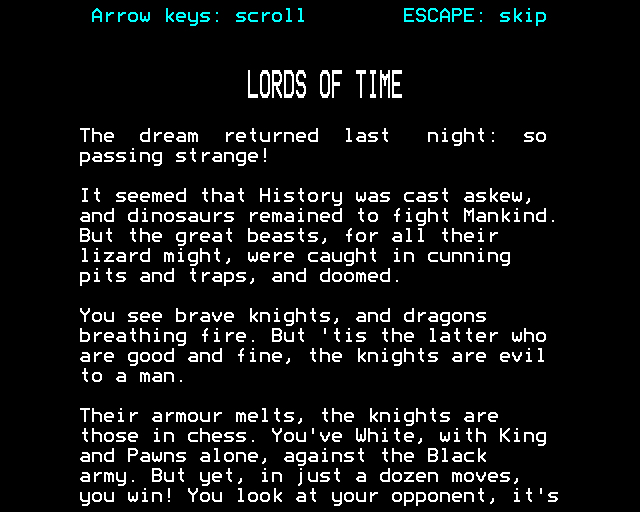 Arrow keys: scroll ESCAPE: skip
LORDS OF TIME
The dream returned last night: so
passing strange!
It seemed that History was cast askew,
and dinosaurs remained to fight Mankind.
But the great beasts, for all their
lizard might, were caught in cunning
pits and traps, and doomed.
You see brave knights, and dragons
breathing fire. But 'tis the latter who
are good and fine, the knights are evil
to a man.
Their armour melts, the knights are
those in chess. You've White, with King
and Pawns alone, against the Black
army. But yet, in just a dozen moves,
you win! You look at your opponent, it's